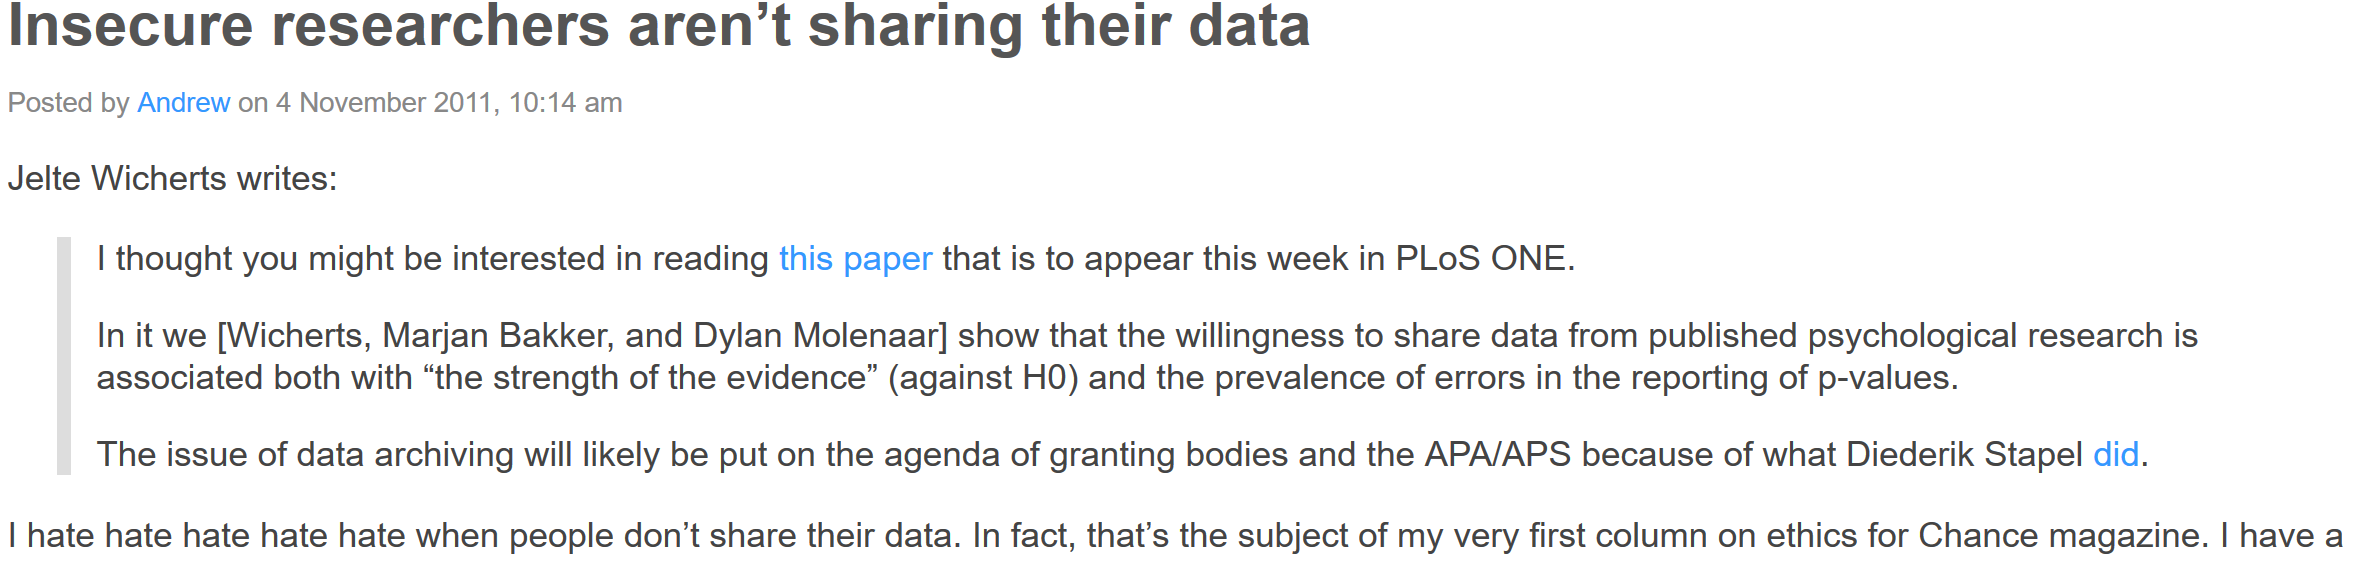 Insecure researchers aren’t sharing their data
Posted by Andrew on 4 November 2011, 10:14 am
Jelte Wicherts writes:
I thought you might be interested in reading this paper that is to appear this week in PLoS ONE.
In it we [Wicherts, Marjan Bakker, and Dylan Molenaar] show that the willingness to share data from published psychological research is
associated both with “the strength of the evidence” (against H0) and the prevalence of errors in the reporting of p-values.
The issue of data archiving will likely be put on the agenda of granting bodies and the APA/APS because of what Diederik Stapel did.
I hate hate hate hate hate when people don’t share their data. In fact, that’s the subject of my very first column on ethics for Chance magazine. I have a